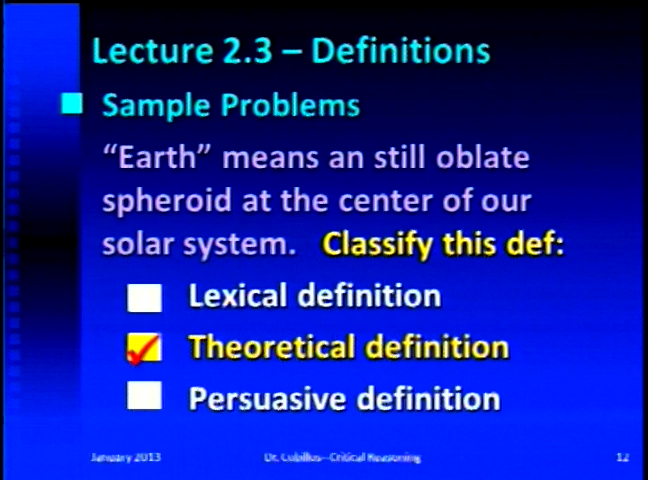 Lecture 2.3 – Definitions
Sample Problems
“Earth” means an still oblate
spheroid at the center of our
solar system. Classify this def:
Lexical definition
Theoretical definition
Persuasive definition
January 2013 Dr. Cubillos--Critical Reasoning 12